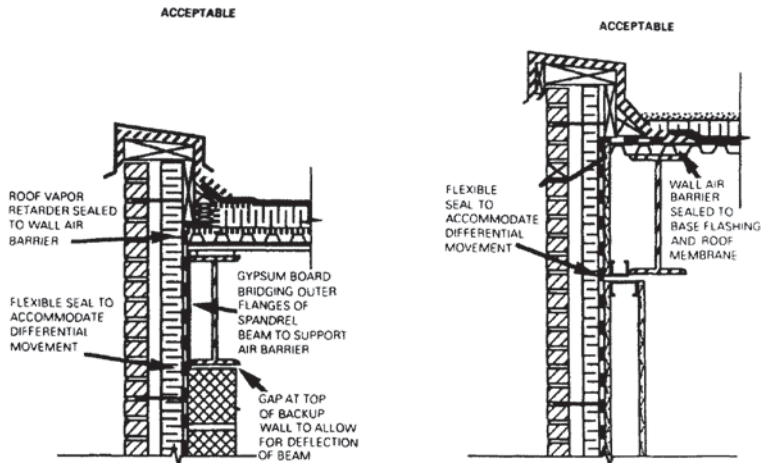 ACCEPTABLE
ROOF VAPOR
RETARDER SEALED
TO WALL AIR
BARRIER
FLEXIBLE SEAL TO
ACCOMMODATE
DIFFERENTIAL
MOVEMENT
GYPSUM BOARD
BRIDGING OUTER
FLANGES OF
SPANDREL
BEAM TO SUPPORT
AIR BARRIER
GAP AT TOP
OF BACKUP
WALL TO ALLOW
FOR DEFLECTION
OF BEAM
ACCEPTABLE
FLEXIBLE
SEAL TO
ACCOMMODATE
DIFFERENTIAL
MOVEMENT
WALL AIR
BARRIER
SEALED TO
BASE FLASHING
AND ROOF
MEMBRANE